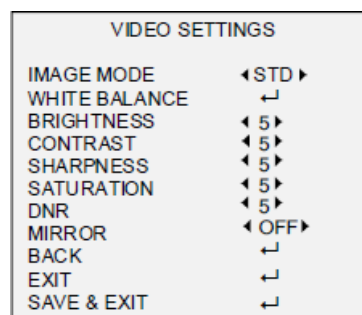 VIDEO SETTINGS
IMAGE MODE ◀ STD ▶
WHITE BALANCE ↵
BRIGHTNESS ◀ 5 ▶
CONTRAST ◀ 5 ▶
SHARPNESS ◀ 5 ▶
SATURATION ◀ 5 ▶
DNR ◀ 5 ▶
MIRROR ◀ OFF ▶
BACK ↵
EXIT ↵
SAVE & EXIT ↵